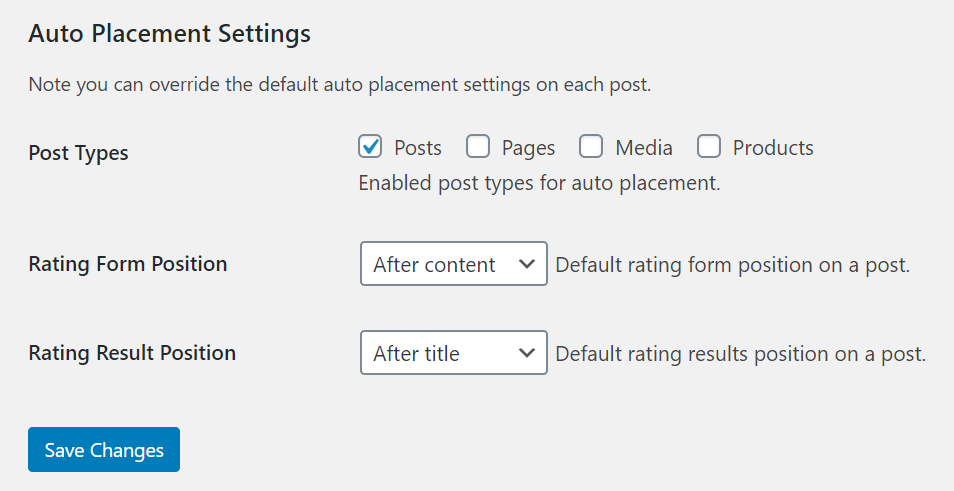 Auto Placement Settings
Note you can override the default auto placement settings on each post.
Post Types
Posts Pages Media Products
Enabled post types for auto placement.
Rating Form Position
After content
Default rating form position on a post.
Rating Result Position
After title
Default rating results position on a post.
Save Changes